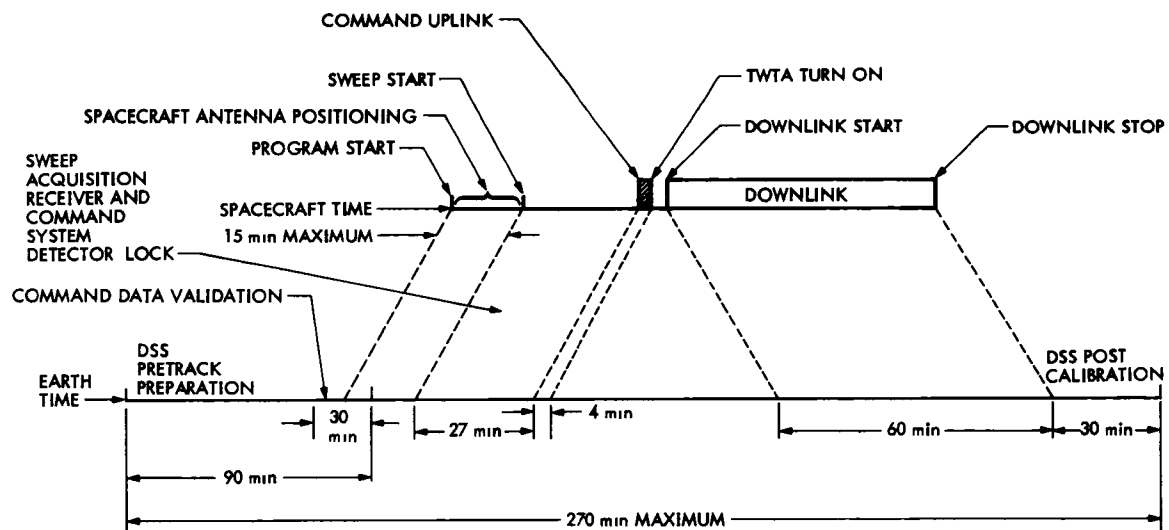 COMMAND UPLINK
TWTA TURN ON
SWEEP START
SPACECRAFT ANTENNA POSITIONING
DOWNLINK START
DOWNLINK STOP
PROGRAM START
SWEEP
ACQUISITION
RECEIVER AND
COMMAND
SYSTEM
DETECTOR LOCK
SPACECRAFT TIME
DOWNLINK
15 min MAXIMUM
COMMAND DATA VALIDATION
DSS
PRETRACK
PREPARATION
DSS POST
CALIBRATION
EARTH
TIME
30
min
4 min
27 min
60 min
30 min
90 min
270 min MAXIMUM